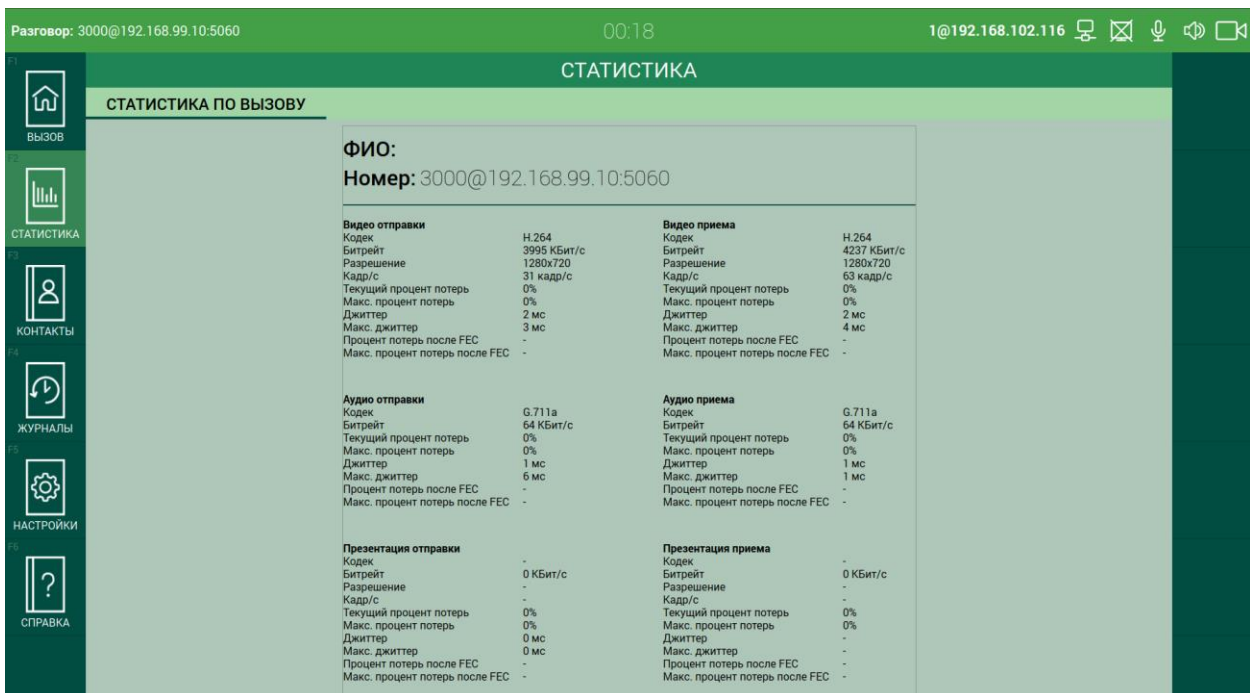 Разговор: 3000@192.168.99.10:5060 00:18 1@192.168.102.116
СТАТИСТИКА
СТАТИСТИКА ПО ВЫЗОВУ
F1
ВЫЗОВ
F2
СТАТИСТИКА
F3
КОНТАКТЫ
F4
ЖУРНАЛЫ
F5
НАСТРОЙКИ
F6
?
СПРАВКА
ФИО:
Номер: 3000@192.168.99.10:5060
Видео отправки
Кодек H.264
Битрейт 3995 КБит/с
Разрешение 1280x720
Кадр/с 31 кадр/с
Текущий процент потерь 0%
Макс. процент потерь 0%
Джиттер 2 мс
Макс. джиттер 3 мс
Процент потерь после FEC -
Макс. процент потерь после FEC -
Видео приема
Кодек H.264
Битрейт 4237 КБит/с
Разрешение 1280x720
Кадр/с 63 кадр/с
Текущий процент потерь 0%
Макс. процент потерь 0%
Джиттер 2 мс
Макс. джиттер 4 мс
Процент потерь после FEC -
Макс. процент потерь после FEC -
Аудио отправки
Кодек G.711a
Битрейт 64 КБит/с
Текущий процент потерь 0%
Макс. процент потерь 0%
Джиттер 1 мс
Макс. джиттер 6 мс
Процент потерь после FEC -
Макс. процент потерь после FEC -
Аудио приема
Кодек G.711a
Битрейт 64 КБит/с
Текущий процент потерь 0%
Макс. процент потерь 0%
Джиттер 1 мс
Макс. джиттер 1 мс
Процент потерь после FEC -
Макс. процент потерь после FEC -
Презентация отправки
Кодек -
Битрейт 0 КБит/с
Разрешение -
Кадр/с -
Текущий процент потерь 0%
Макс. процент потерь 0%
Джиттер 0 мс
Макс. джиттер 0 мс
Процент потерь после FEC -
Макс. процент потерь после FEC -
Презентация приема
Кодек -
Битрейт 0 КБит/с
Разрешение -
Кадр/с -
Текущий процент потерь 0%
Макс. процент потерь 0%
Джиттер -
Макс. джиттер -
Процент потерь после FEC -
Макс. процент потерь после FEC -